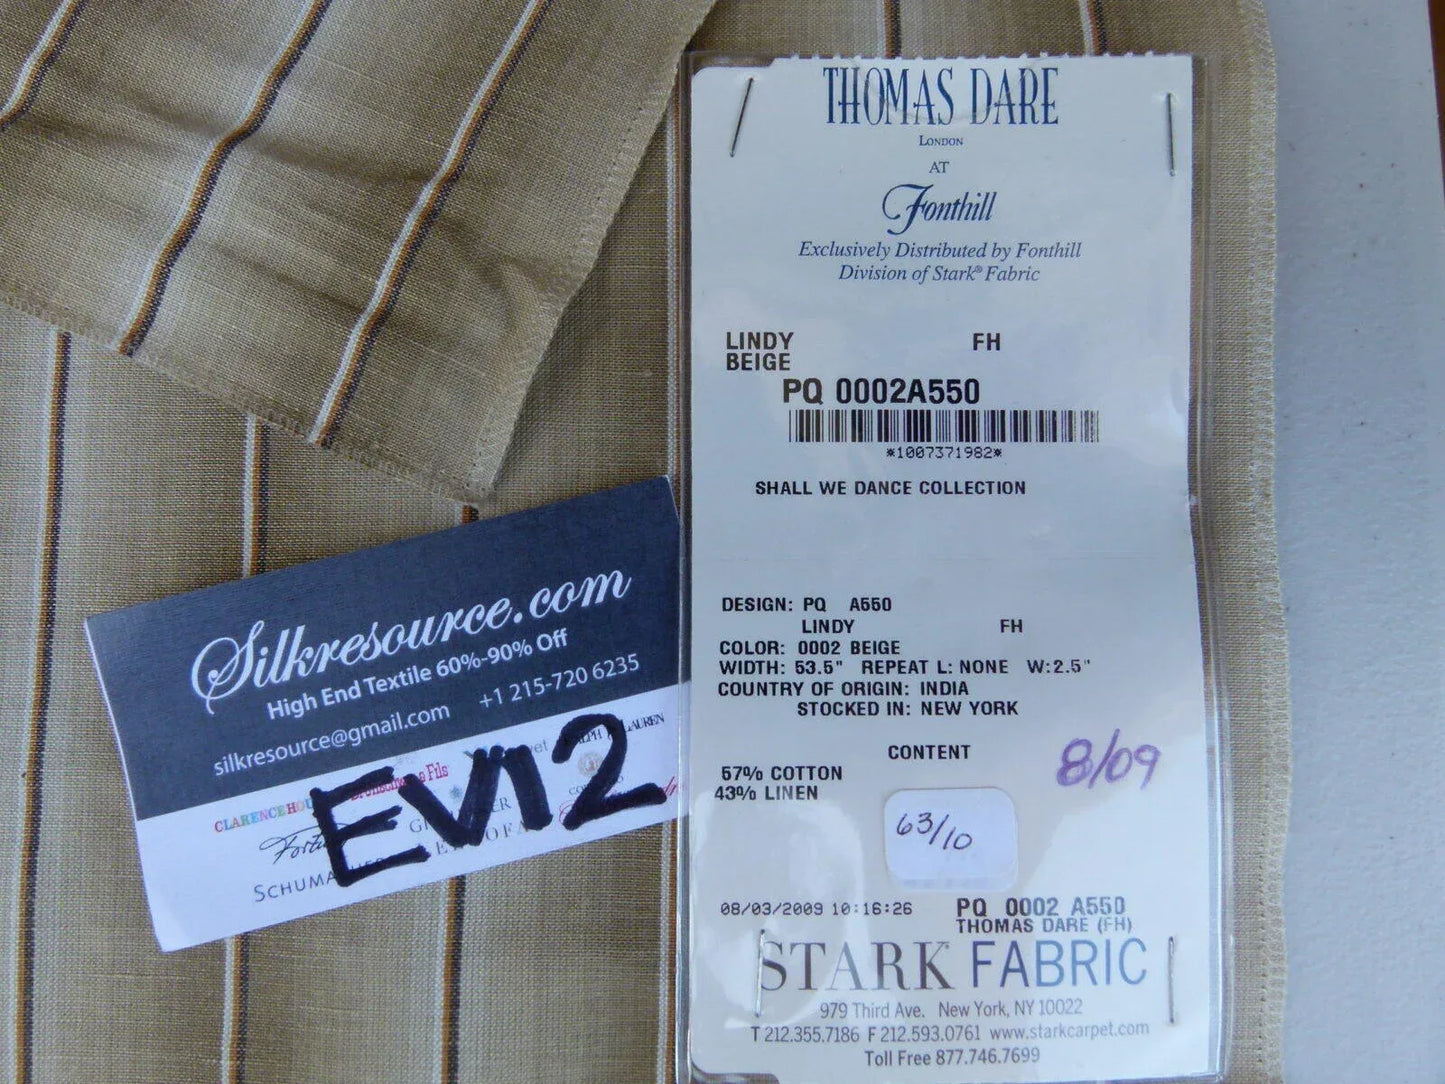 THOMAS DARE
LONDON
AT
Fonthill
Exclusively Distributed by Fonthill
Division of Stark® Fabric
LINDY FH
BEIGE
PQ 0002A550
*1007371982*
SHALL WE DANCE COLLECTION
DESIGN: PQ A550
LINDY FH
COLOR: 0002 BEIGE
WIDTH: 53.5" REPEAT L: NONE W:2.5"
COUNTRY OF ORIGIN: INDIA
STOCKED IN: NEW YORK
CONTENT
57% COTTON
43% LINEN
8/09
63/10
08/03/2009 10:16:26 PQ 0002 A550
THOMAS DARE (FH)
STARK FABRIC
979 Third Ave. New York, NY 10022
T 212.355.7186 F 212.593.0761 www.starkcarpet.com
Toll Free 877.746.7699
Silkresource.com
High End Textile 60%-90% Off
silkresource@gmail.com +1 215-720 6235
EV12
CLARENCE HOU
LAUREN
Fils
SCHUMA